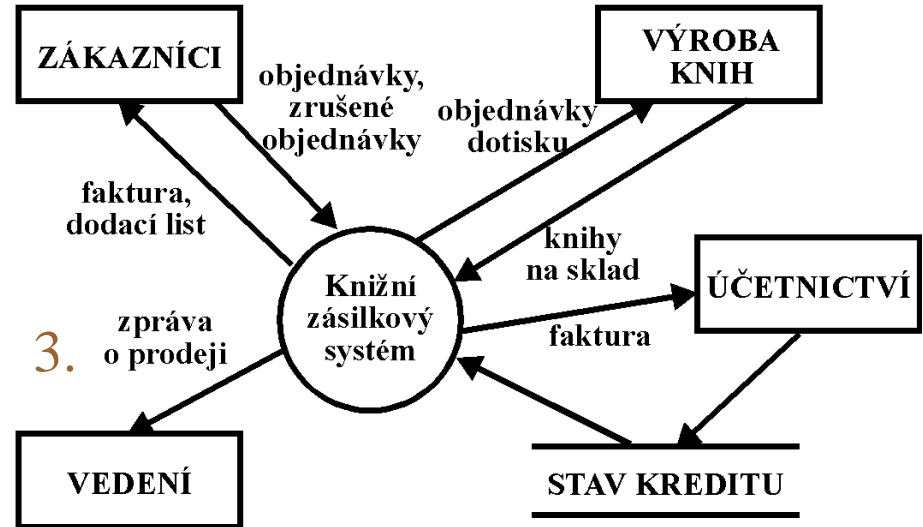 ZÁKAZNÍCI
objednávky,
zrušené
objednávky
objednávky
dotisku
VÝROBA
KNIH
faktura,
dodací list
Knižní
zásilkový
systém
knihy
na sklad
ÚČETNICTVÍ
faktura
3.
zpráva
o prodeji
VEDENÍ
STAV KREDITU